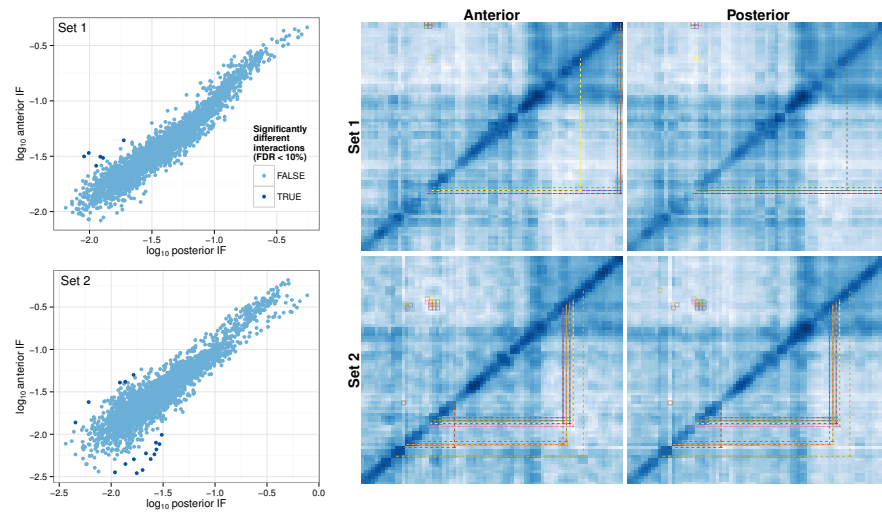 Anterior
Posterior
Set 1
−0.5
−1.0
−1.5
−2.0
log10 anterior IF
Significantly
different
interactions
(FDR < 10%)
FALSE
TRUE
−2.0 −1.5 −1.0 −0.5
log10 posterior IF
Set 1
Set 2
−0.5
−1.0
−1.5
−2.0
−2.5
log10 anterior IF
−2.5 −2.0 −1.5 −1.0 −0.5 0.0
log10 posterior IF
Set 2